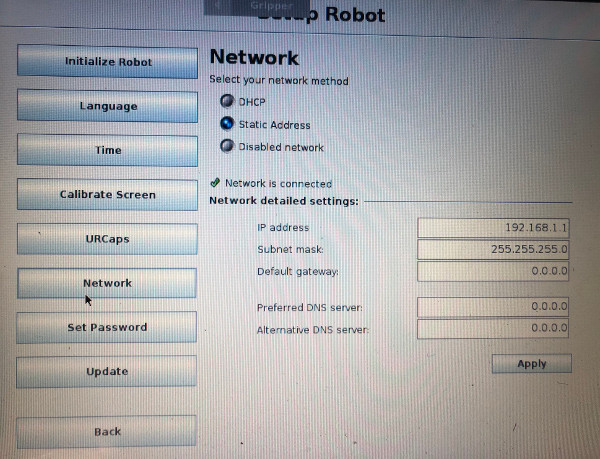 Gripper
Setup Robot
Initialize Robot
Language
Time
Calibrate Screen
URCaps
Network
Set Password
Update
Back
Network
Select your network method
DHCP
Static Address
Disabled network
Network is connected
Network detailed settings:
IP address 192.168.1.1
Subnet mask: 255.255.255.0
Default gateway: 0.0.0.0
Preferred DNS server: 0.0.0.0
Alternative DNS server: 0.0.0.0
Apply